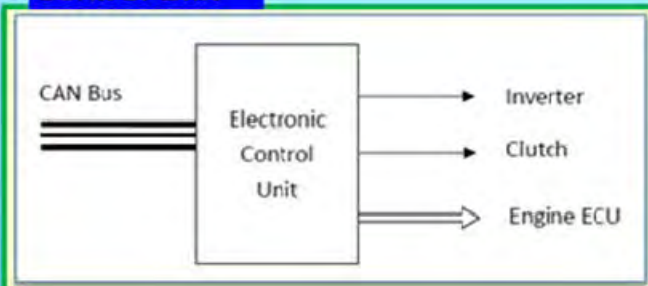 CAN Bus
Electronic
Control
Unit
Inverter
Clutch
Engine ECU